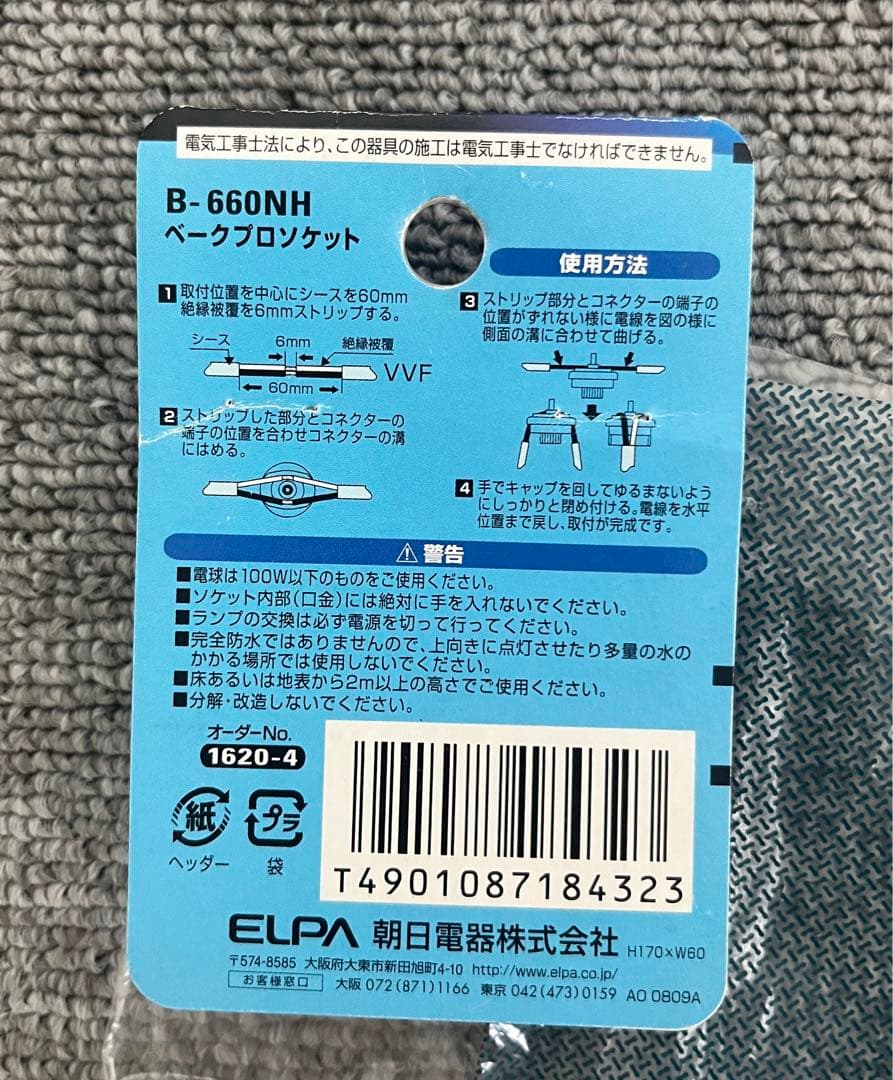 電気工事士法により、この器具の施工は電気工事士でなければできません。
B-660NH
ベークプロソケット
使用方法
1 取付位置を中心にシースを60mm
絶縁被覆を6mmストリップする。
シース 6mm 絶縁被覆
VVF
60mm
2 ストリップした部分とコネクターの
端子の位置を合わせコネクターの溝
にはめる。
3 ストリップ部分とコネクターの端子の
位置がずれない様に電線を図の様に
側面の溝に合わせて曲げる。
4 手でキャップを回してゆるまないよう
にしっかりと閉め付ける。電線を水平
位置まで戻し、取付が完成です。
警告
■電球は100W以下のものをご使用ください。
■ソケット内部(口金)には絶対に手を入れないでください。
■ランプの交換は必ず電源を切って行ってください。
■完全防水ではありませんので、上向きに点灯させたり多量の水の
かかる場所では使用しないでください。
■床あるいは地表から2m以上の高さでご使用ください。
■分解・改造しないでください。
オーダーNo.
1620-4
紙 プラ
ヘッダー 袋
T4901087184323
ELPA 朝日電器株式会社 H170×W60
〒574-8585 大阪府大東市新田旭町4-10 http://www.elpa.co.jp/
お客様窓口 大阪 072(871)1166 東京 042(473)0159 AO 0809A